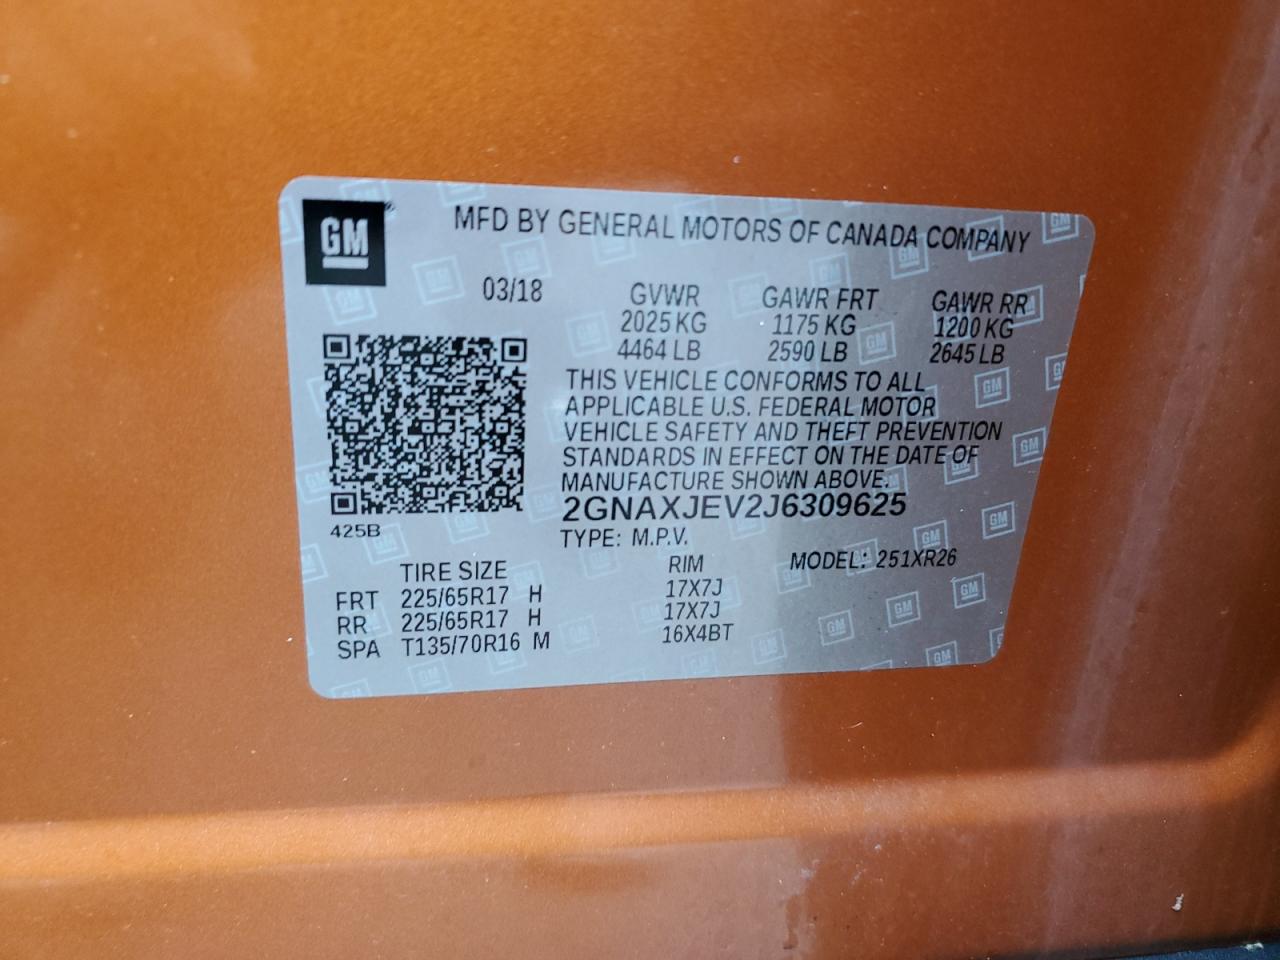 GM
MFD BY GENERAL MOTORS OF CANADA COMPANY
03/18
GVWR GAWR FRT GAWR RR
2025 KG 1175 KG 1200 KG
4464 LB 2590 LB 2645 LB
THIS VEHICLE CONFORMS TO ALL
APPLICABLE U.S. FEDERAL MOTOR
VEHICLE SAFETY AND THEFT PREVENTION
STANDARDS IN EFFECT ON THE DATE OF
MANUFACTURE SHOWN ABOVE.
2GNAXJEV2J6309625
425B
TYPE: M.P.V. MODEL: 251XR26
TIRE SIZE RIM
FRT 225/65R17 H 17X7J
RR 225/65R17 H 17X7J
SPA T135/70R16 M 16X4BT